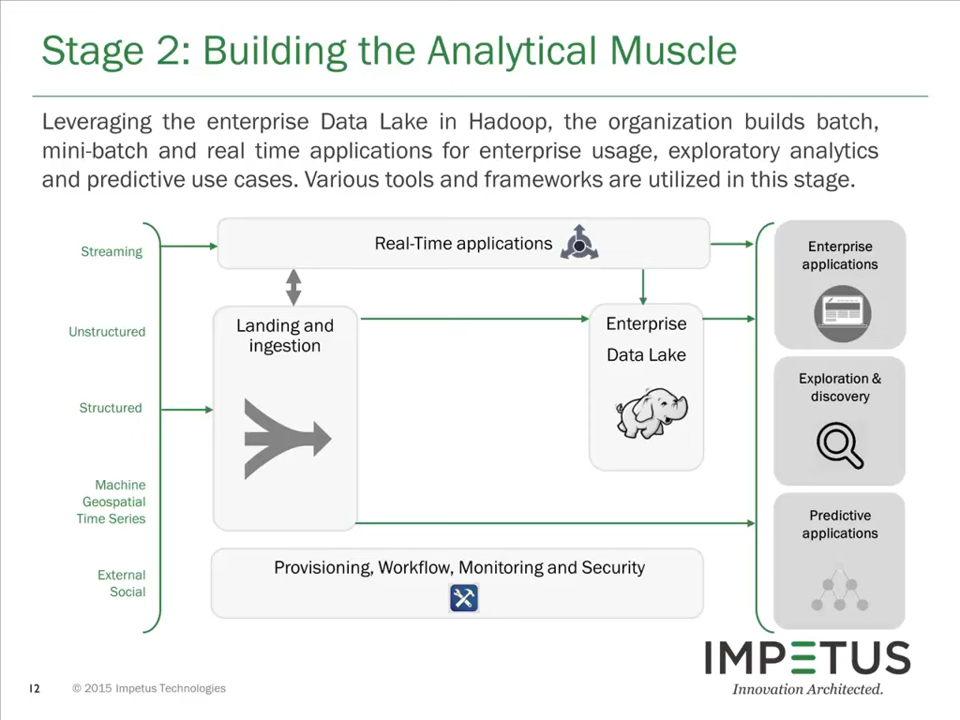 Stage 2: Building the Analytical Muscle
Leveraging the enterprise Data Lake in Hadoop, the organization builds batch,
mini-batch and real time applications for enterprise usage, exploratory analytics
and predictive use cases. Various tools and frameworks are utilized in this stage.
Streaming
Unstructured
Structured
Machine
Geospatial
Time Series
External
Social
Real-Time applications
Landing and
ingestion
Enterprise
Data Lake
Provisioning, Workflow, Monitoring and Security
Enterprise
applications
Exploration &
discovery
Predictive
applications
IMPETUS
Innovation Architected.
12
© 2015 Impetus Technologies